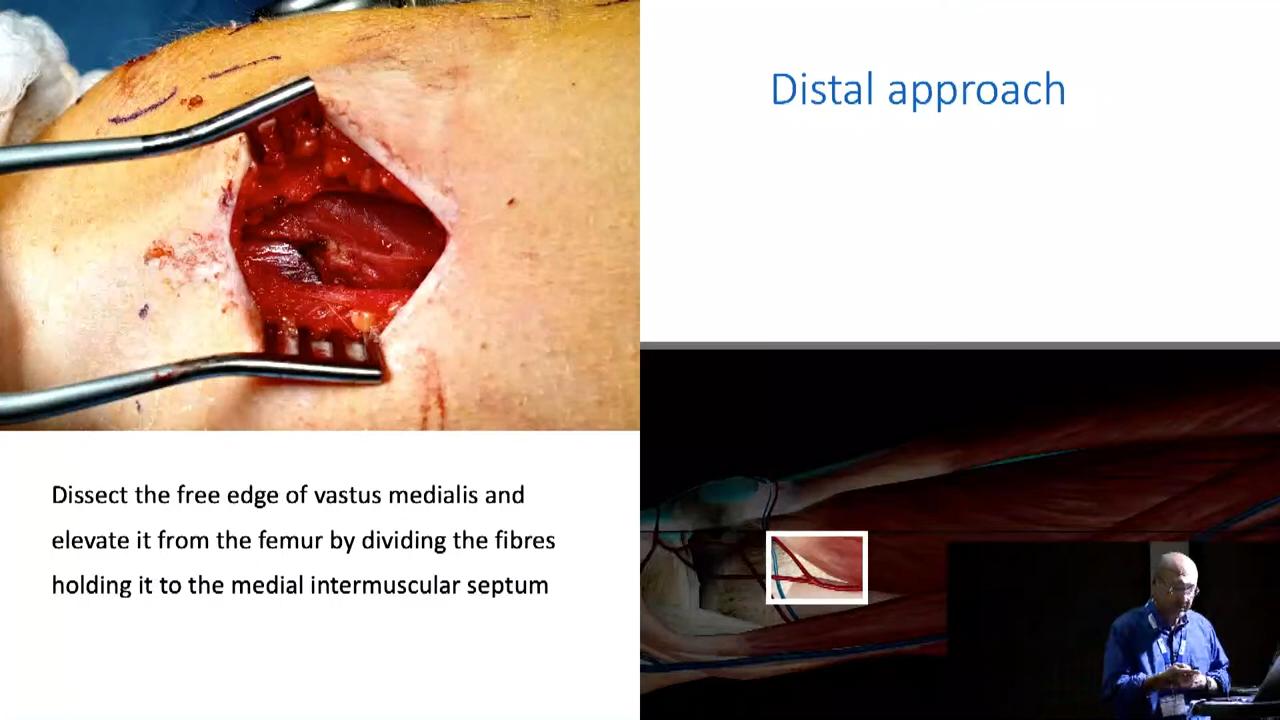 Distal approach
Dissect the free edge of vastus medialis and
elevate it from the femur by dividing the fibres
holding it to the medial intermuscular septum